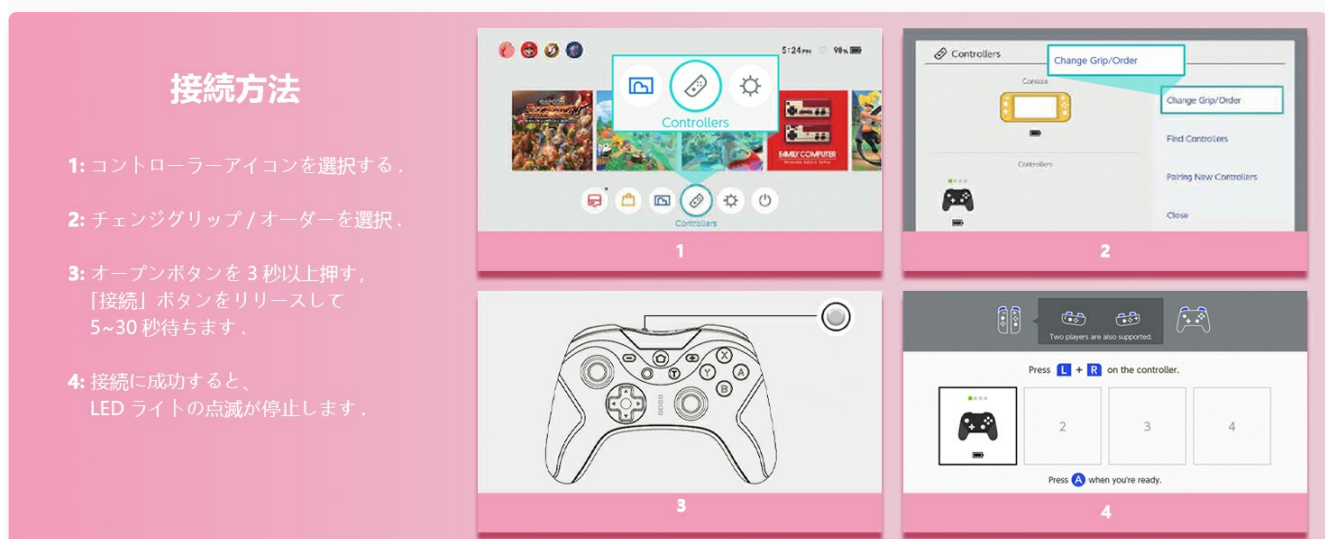 接続方法
1: コントローラーアイコンを選択する.
2: チェンジグリップ/オーダーを選択.
3: オープンボタンを3秒以上押す,
「接続」ボタンをリリースして
5~30秒待ちます.
4: 接続に成功すると、
LEDライトの点滅が停止します.
5:24PM 90%
Controllers
FAMILY COMPUTER
Controllers
1
Controllers
Change Grip/Order
Console
Change Grip/Order
Find Controllers
Controllers
Pairing New Controllers
Close
2
X
Y
A
T
B
3
Two players are also supported.
Press L + R on the controller.
2
3
4
Press A when you're ready.
4